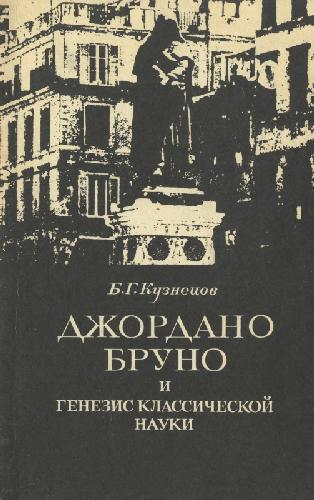 Б.Г.Кузнецов
ДЖОРДАНО
БРУНО
И
ГЕНЕЗИС КЛАССИЧЕСКОЙ
НАУКИ